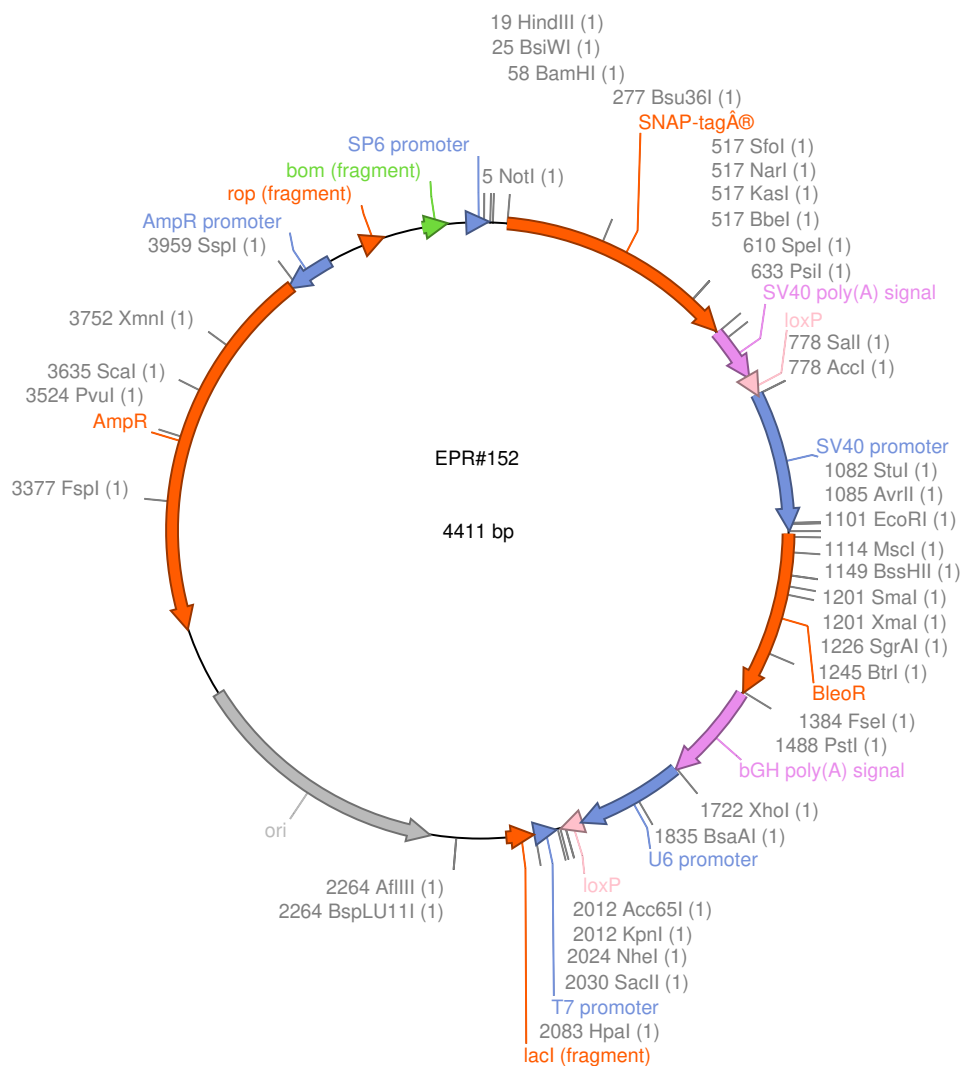 19 HindIII (1)
25 BsiWI (1)
58 BamHI (1)
277 Bsu36I (1)
SNAP-tagÂ®
SP6 promoter
517 SfoI (1)
bom (fragment)
5 NotI (1)
517 NarI (1)
rop (fragment)
517 KasI (1)
AmpR promoter
517 BbeI (1)
3959 SspI (1)
610 SpeI (1)
633 PsiI (1)
SV40 poly(A) signal
3752 XmnI (1)
loxP
778 SalI (1)
3635 ScaI (1)
778 AccI (1)
3524 PvuI (1)
AmpR
SV40 promoter
EPR#152
1082 StuI (1)
3377 FspI (1)
1085 AvrII (1)
1101 EcoRI (1)
4411 bp
1114 MscI (1)
1149 BssHII (1)
1201 SmaI (1)
1201 XmaI (1)
1226 SgrAI (1)
1245 BtrI (1)
BleoR
1384 FseI (1)
1488 PstI (1)
bGH poly(A) signal
1722 XhoI (1)
ori
1835 BsaAI (1)
U6 promoter
2264 AflIII (1)
loxP
2264 BspLU11I (1)
2012 Acc65I (1)
2012 KpnI (1)
2024 NheI (1)
2030 SacII (1)
T7 promoter
2083 HpaI (1)
lacI (fragment)